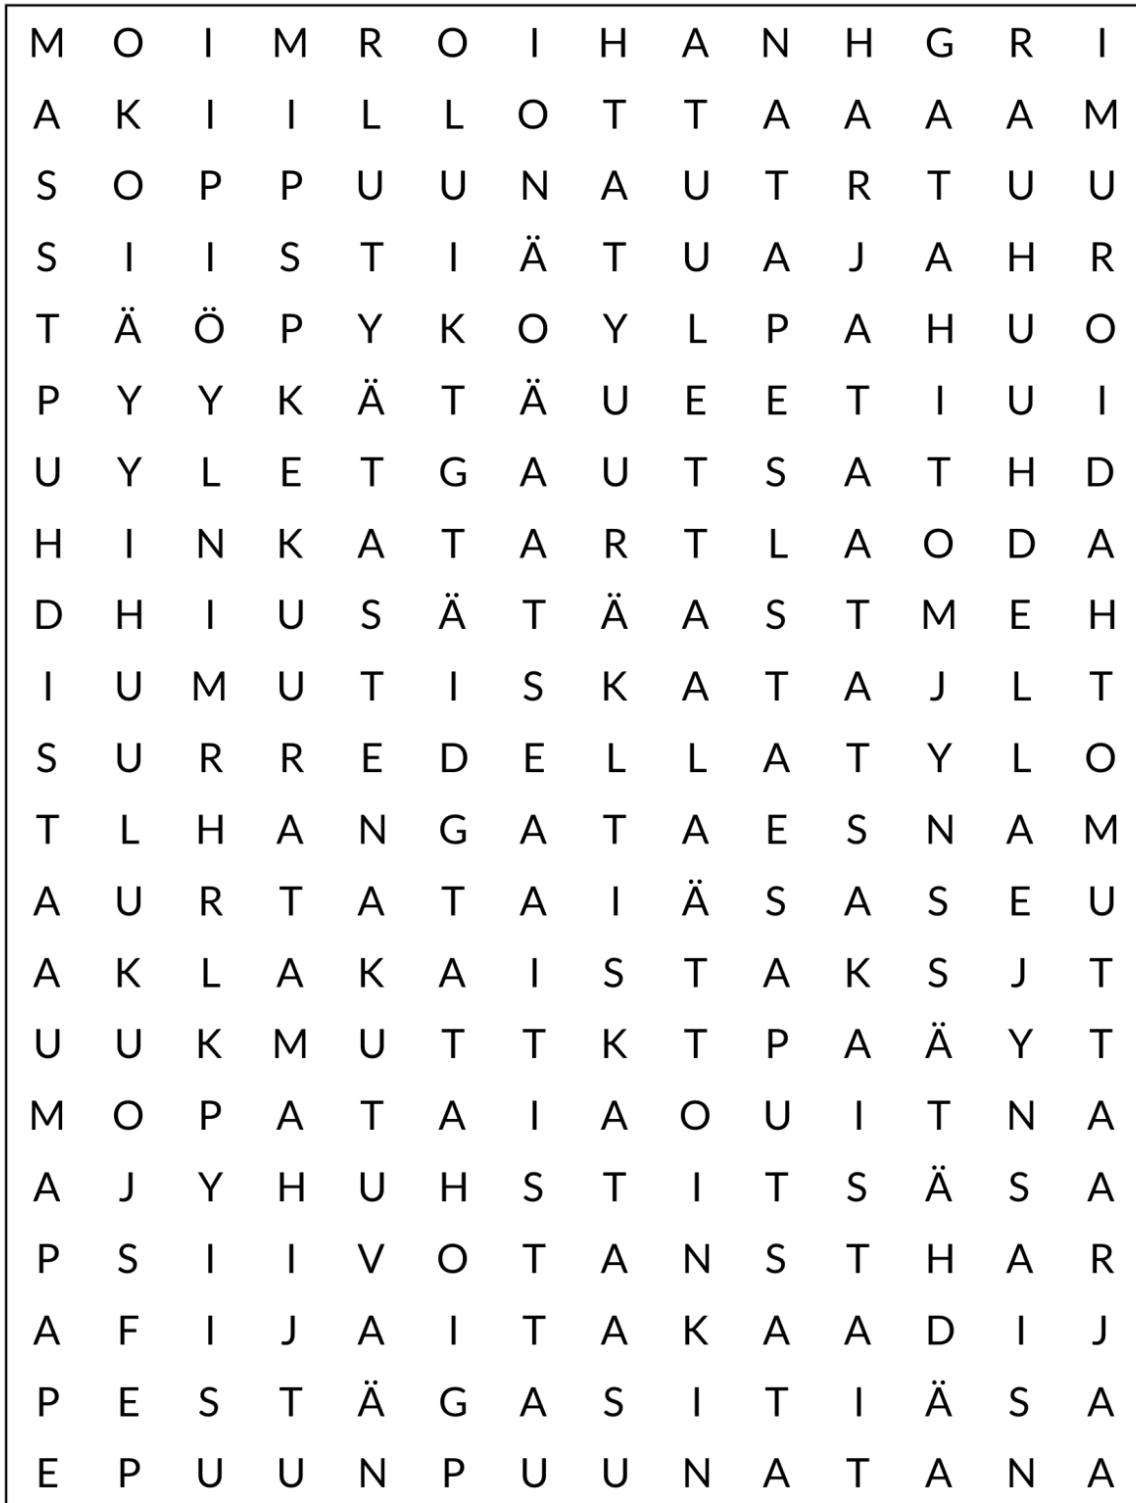 M O I M R O I H A N H G R I
A K I I L L O T T A A A A M
S O P P U U N A U T R T U U
S I I S T I Ä T U A J A H R
T Ä Ö P Y K O Y L P A H U O
P Y Y K Ä T Ä U E E T I U I
U Y L E T G A U T S A T H D
H I N K A T A R T L A O D A
D H I U S Ä T Ä A S T M E H
I U M U T I S K A T A J L T
S U R R E D E L L A T Y L O
T L H A N G A T A E S N A M
A U R T A T A I Ä S A S E U
A K L A K A I S T A K S J T
U U K M U T T K T P A Ä Y T
M O P A T A I A O U I T N A
A J Y H U H S T I T S Ä S A
P S I I V O T A N S T H A R
A F I J A I T A K A A D I J
P E S T Ä G A S I T I Ä S A
E P U U N P U U N A T A N A